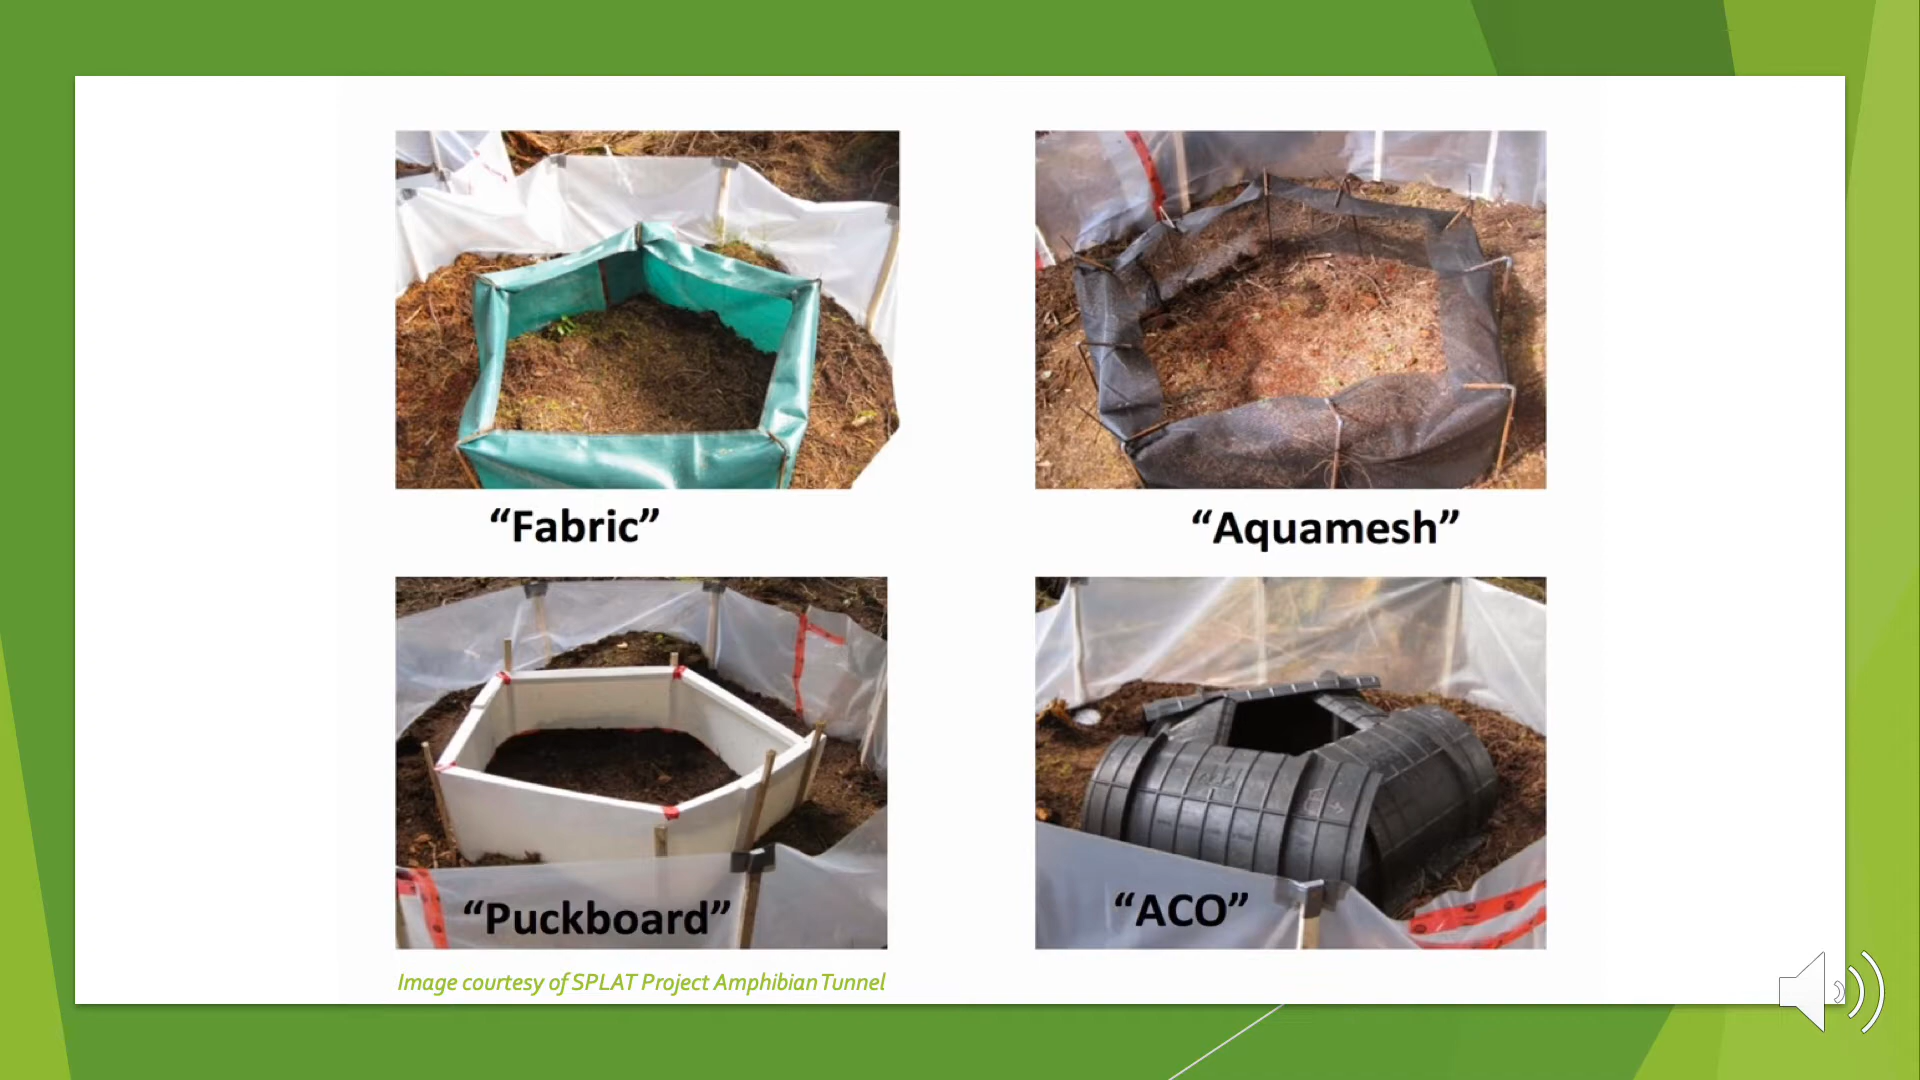 “Fabric”
“Aquamesh”
“Puckboard”
“ACO”
Image courtesy of SPLAT Project Amphibian Tunnel